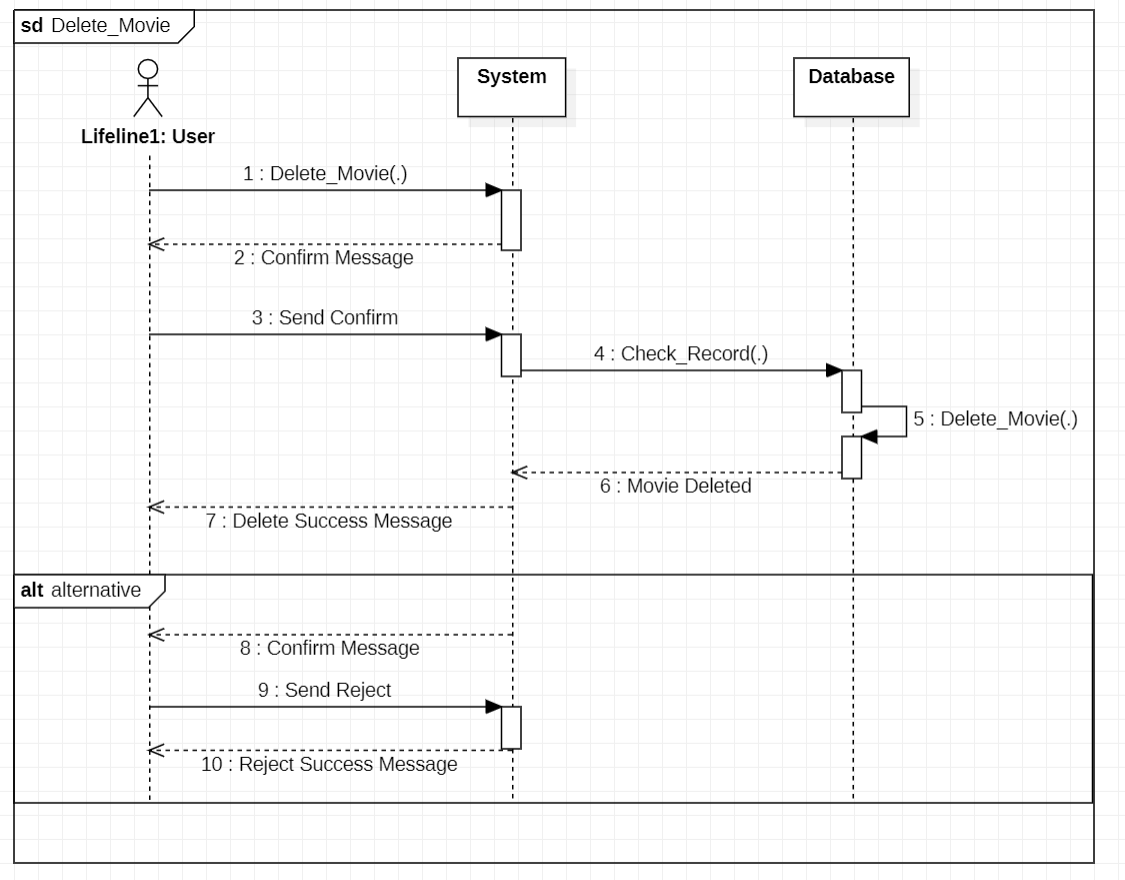 sd Delete_Movie
System
Database
Lifeline1: User
1 : Delete_Movie(.)
2 : Confirm Message
3 : Send Confirm
4 : Check_Record(.)
5 : Delete_Movie(.)
6 : Movie Deleted
7 : Delete Success Message
alt alternative
8 : Confirm Message
9 : Send Reject
10 : Reject Success Message